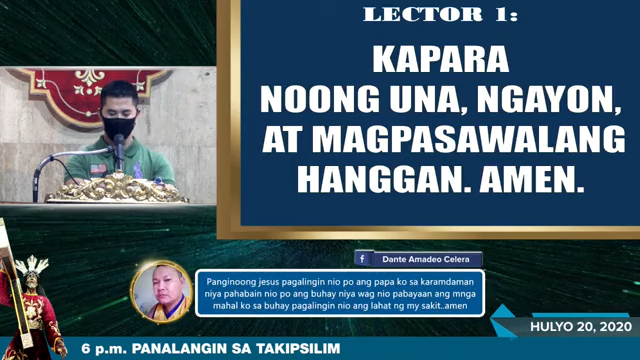 LECTOR 1:
KAPARA
NOONG UNA, NGAYON,
AT MAGPASAWALANG
HANGGAN. AMEN.
Dante Amadeo Celera
Panginoong jesus pagalingin nio po ang papa ko sa karamdaman
niya pahabain nio po ang buhay niya wag nio pabayaan ang mnga
mahal ko sa buhay pagalingin nio ang lahat ng my sakit..amen
HULYO 20, 2020
6 p.m. PANALANGIN SA TAKIPSILIM